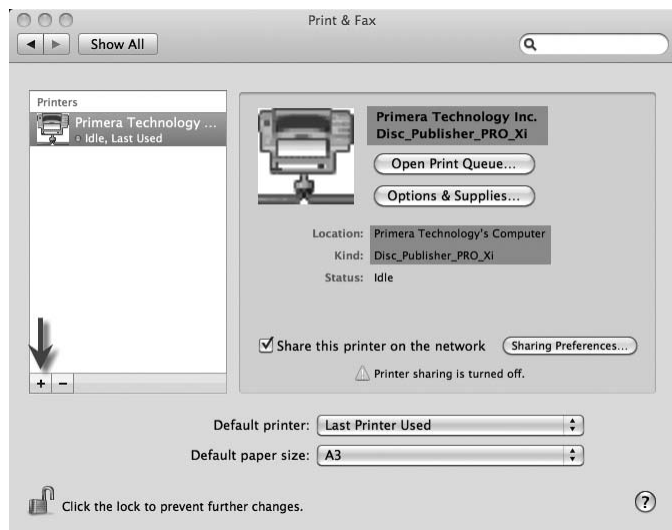 Print & Fax
Show All
Printers
Primera Technology ...
Idle, Last Used
+ −
Primera Technology Inc.
Disc_Publisher_PRO_Xi
Open Print Queue...
Options & Supplies...
Location: Primera Technology's Computer
Kind: Disc_Publisher_PRO_Xi
Status: Idle
Share this printer on the network
Sharing Preferences...
Printer sharing is turned off.
Default printer: Last Printer Used
Default paper size: A3
Click the lock to prevent further changes.
?